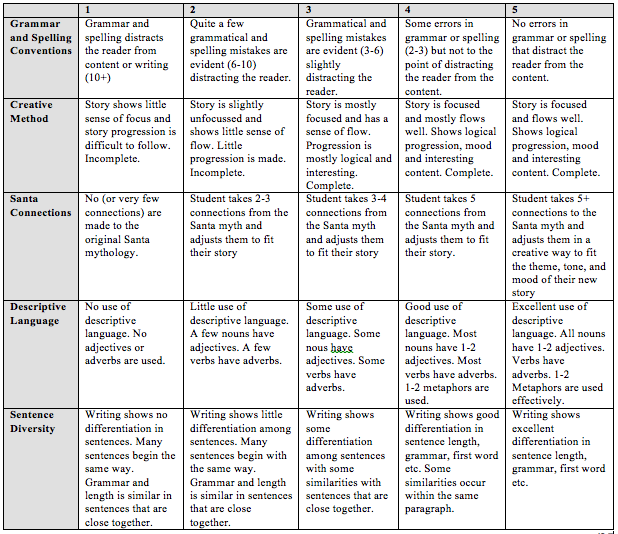 1 2 3 4 5
Grammar
and Spelling
Conventions
Grammar and
spelling distracts
the reader from
content or writing
(10+)
Quite a few
grammatical and
spelling mistakes are
evident (6-10)
distracting the reader.
Grammatical and
spelling mistakes
are evident (3-6)
slightly
distracting the
reader.
Some errors in
grammar or spelling
(2-3) but not to the
point of distracting
the reader from the
content.
No errors in
grammar or spelling
that distract the
reader from the
content.
Creative
Method
Story shows little
sense of focus and
story progression is
difficult to follow.
Incomplete.
Story is slightly
unfocussed and
shows little sense of
flow. Little
progression is made.
Incomplete.
Story is mostly
focused and has a
sense of flow.
Progression is
mostly logical and
interesting.
Complete.
Story is focused
and mostly flows
well. Shows logical
progression, mood
and interesting
content. Complete.
Story is focused
and flows well.
Shows logical
progression, mood
and interesting
content. Complete.
Santa
Connections
No (or very few
connections) are
made to the
original Santa
mythology.
Student takes 2-3
connections from the
Santa myth and
adjusts them to fit
their story
Student takes 3-4
connections from
the Santa myth
and adjusts them
to fit their story
Student takes 5
connections from
the Santa myth and
adjusts them to fit
their story.
Student takes 5+
connections to the
Santa myth and
adjusts them in a
creative way to fit
the theme, tone, and
mood of their new
story
Descriptive
Language
No use of
descriptive
language. No
adjectives or
adverbs are used.
Little use of
descriptive language.
A few nouns have
adjectives. A few
verbs have adverbs.
Some use of
descriptive
language. Some
nous have
adjectives. Some
verbs have
adverbs.
Good use of
descriptive
language. Most
nouns have 1-2
adjectives. Most
verbs have adverbs.
1-2 metaphors are
used.
Excellent use of
descriptive
language. All nouns
have 1-2 adjectives.
Verbs have
adverbs. 1-2
Metaphors are used
effectively.
Sentence
Diversity
Writing shows no
differentiation in
sentences. Many
sentences begin the
same way.
Grammar and
length is similar in
sentences that are
close together.
Writing shows little
differentiation among
sentences. Many
sentences begin with
the same way.
Grammar and length
is similar in sentences
that are close
together.
Writing shows
some
differentiation
among sentences
with some
similarities with
sentences that are
close together.
Writing shows good
differentiation in
sentence length,
grammar, first word
etc. Some
similarities occur
within the same
paragraph.
Writing shows
excellent
differentiation in
sentence length,
grammar, first word
etc.